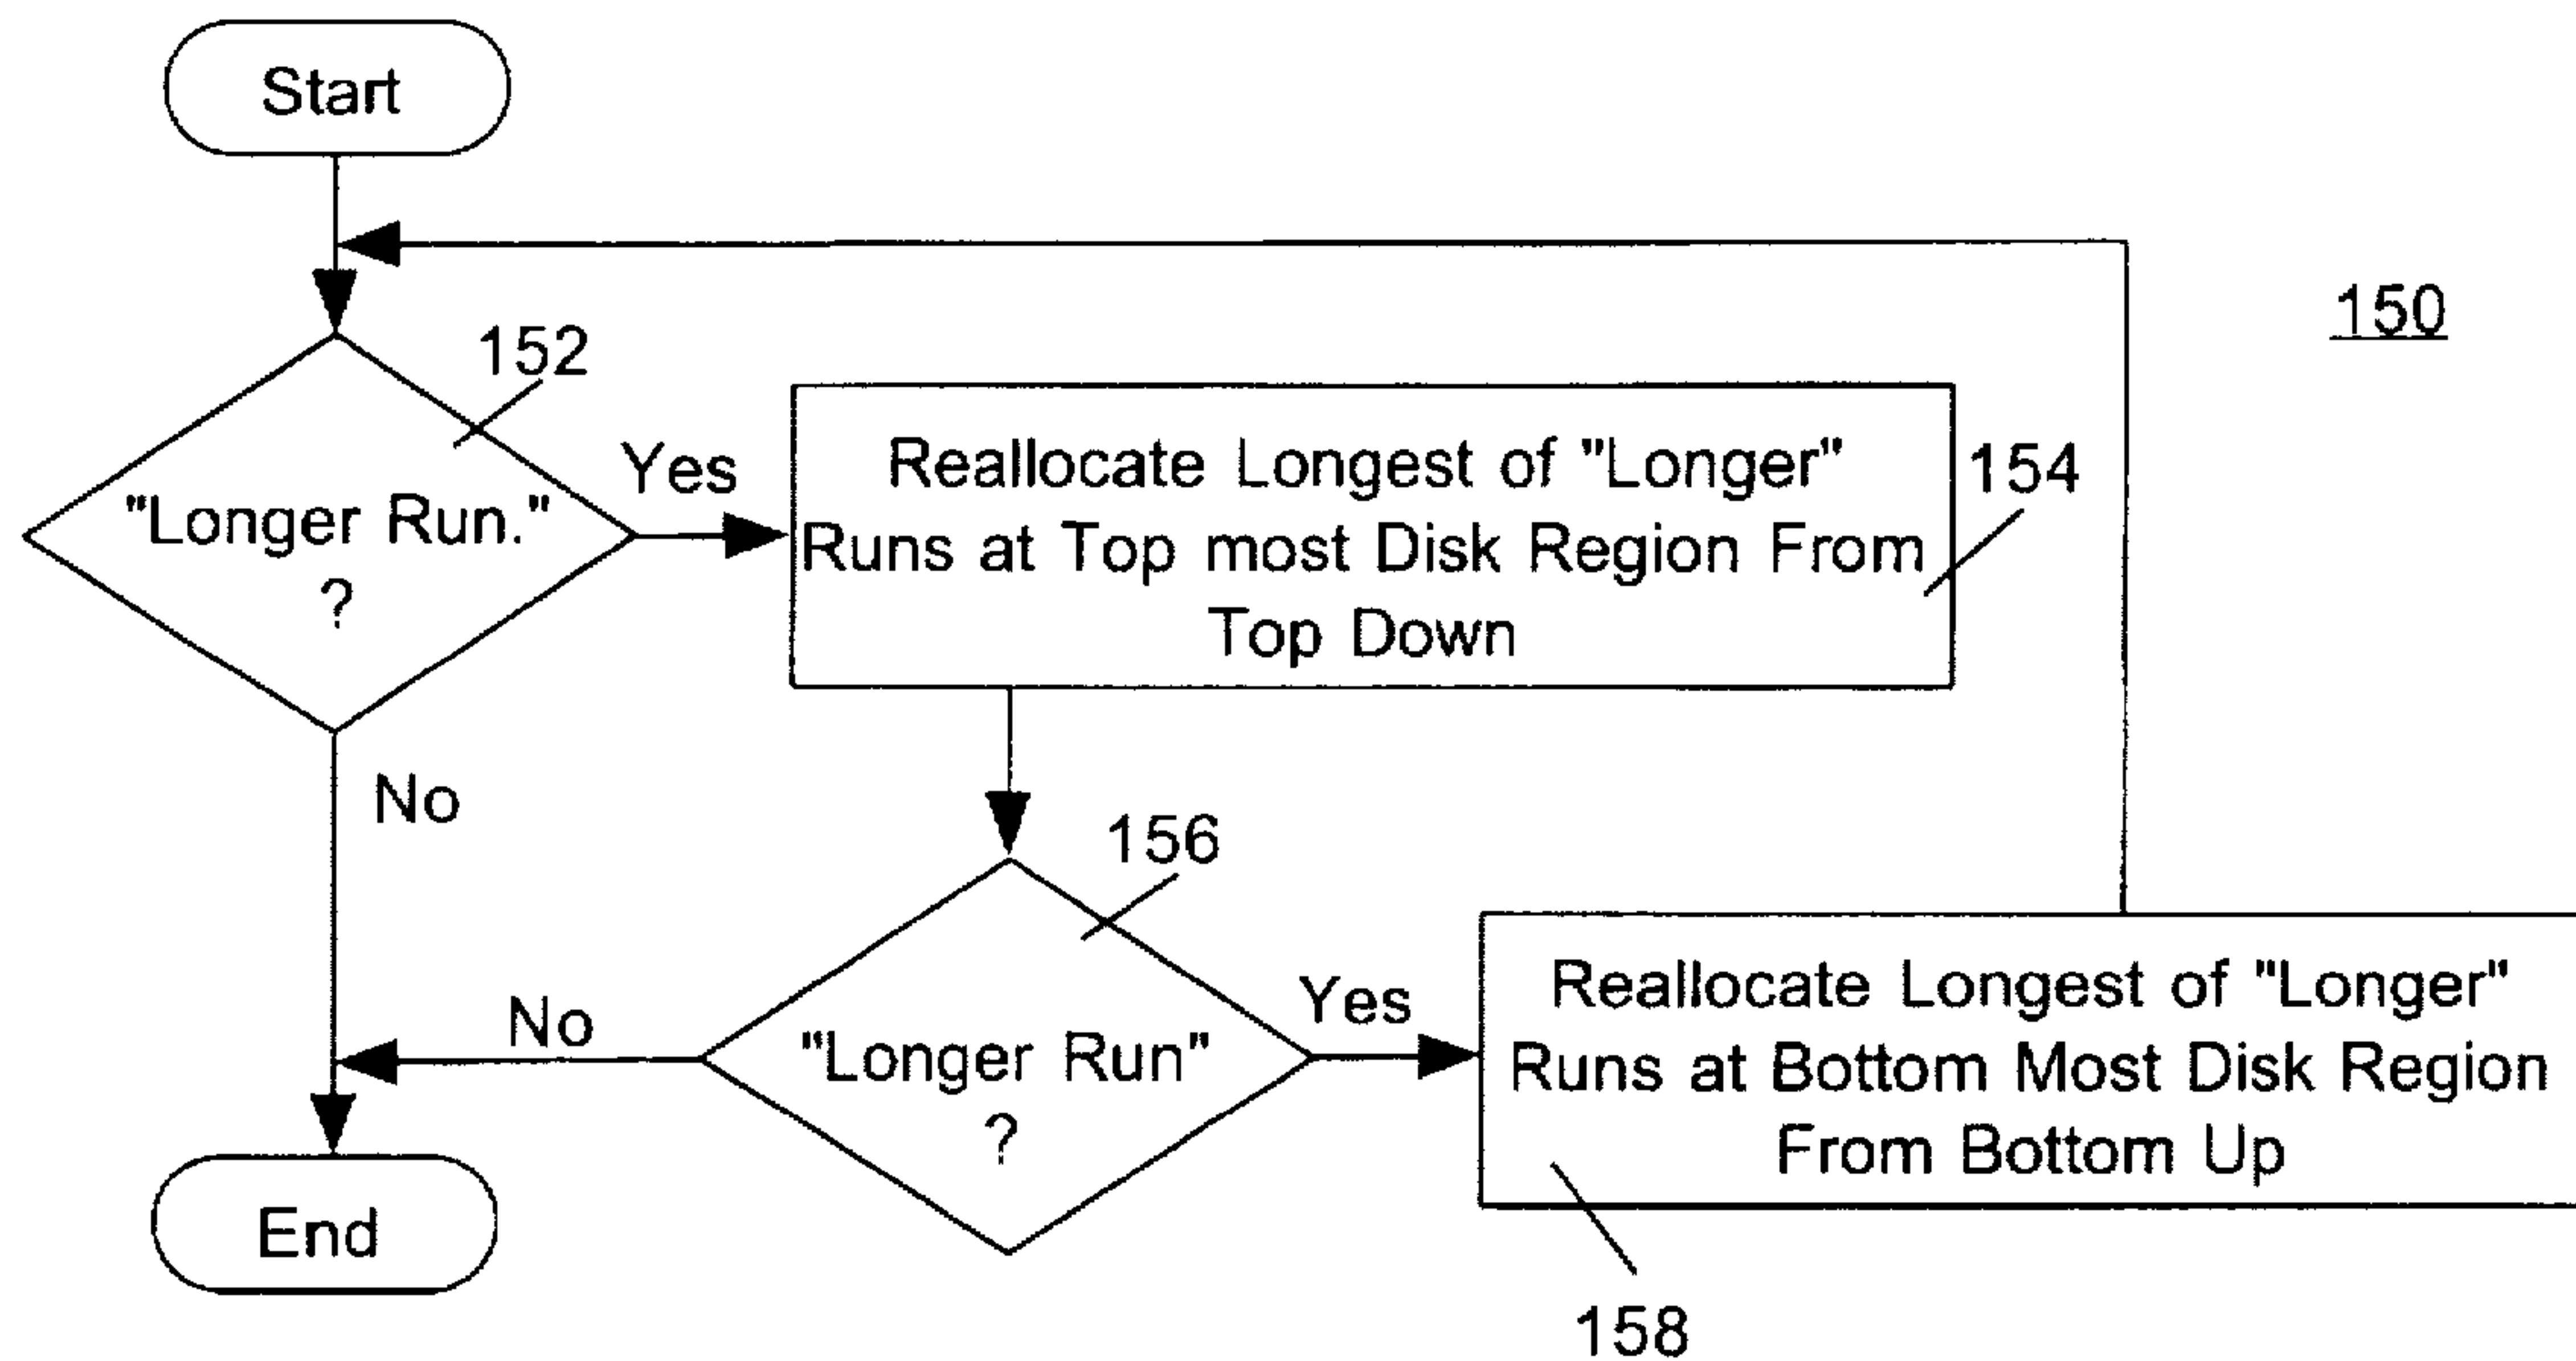 Start
150
152
"Longer Run."
?
Yes
Reallocate Longest of "Longer"
Runs at Top most Disk Region From
Top Down
154
No
156
"Longer Run"
?
No
Yes
Reallocate Longest of "Longer"
Runs at Bottom Most Disk Region
From Bottom Up
158
End